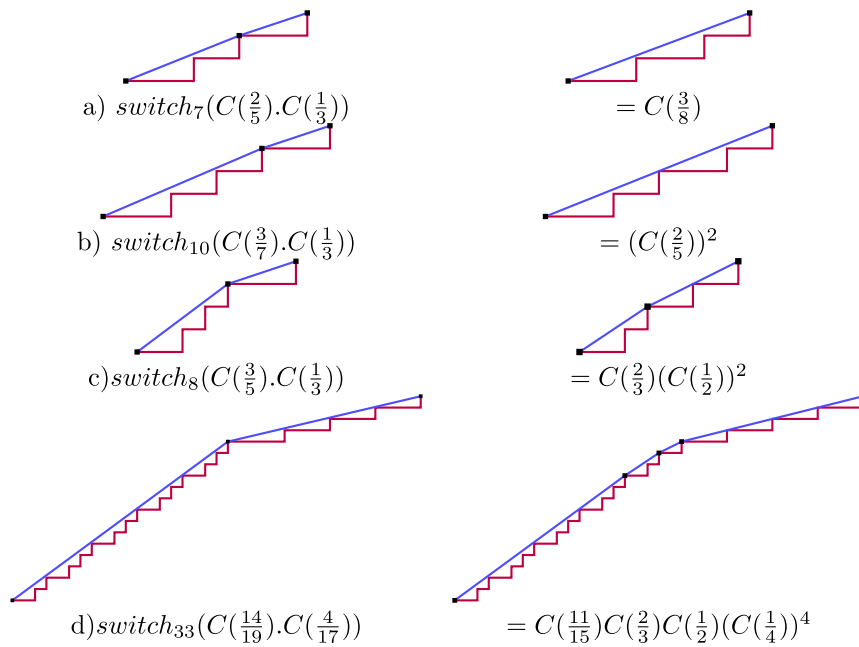 a) switch₇(C(2/5).C(1/3)) = C(3/8)
b) switch₁₀(C(3/7).C(1/3)) = (C(2/5))²
c)switch₈(C(3/5).C(1/3)) = C(2/3)(C(1/2))²
d)switch₃₃(C(14/19).C(4/17)) = C(11/15)C(2/3)C(1/2)(C(1/4))⁴